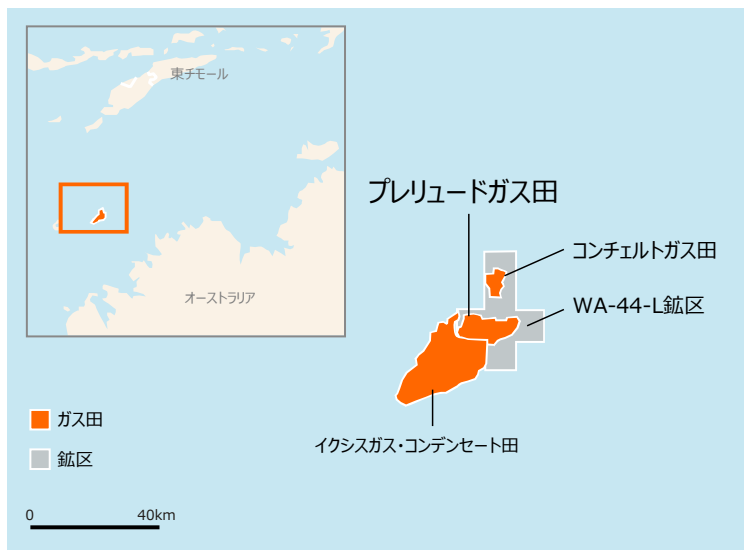 東チモール
オーストラリア
プレリュードガス田
コンチェルトガス田
WA-44-L鉱区
イクシスガス・コンデンセート田
ガス田
鉱区
0 40km